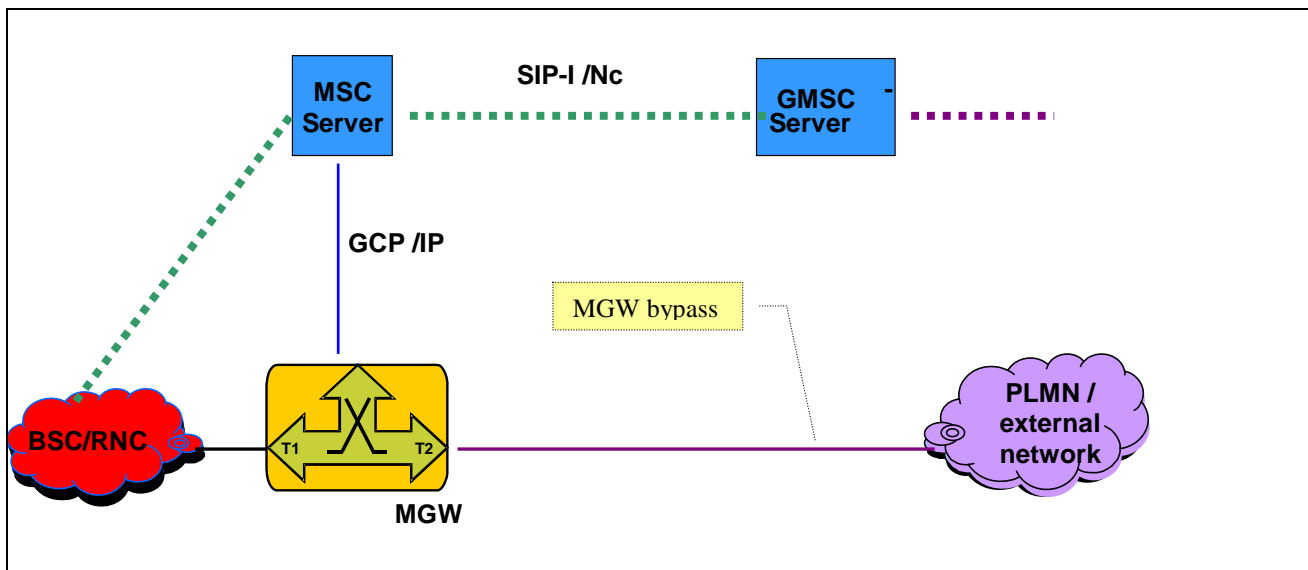 SIP-I /Nc
MSC
Server
GMSC -
Server
GCP /IP
MGW bypass
BSC/RNC
T1
T2
PLMN /
external
network
MGW